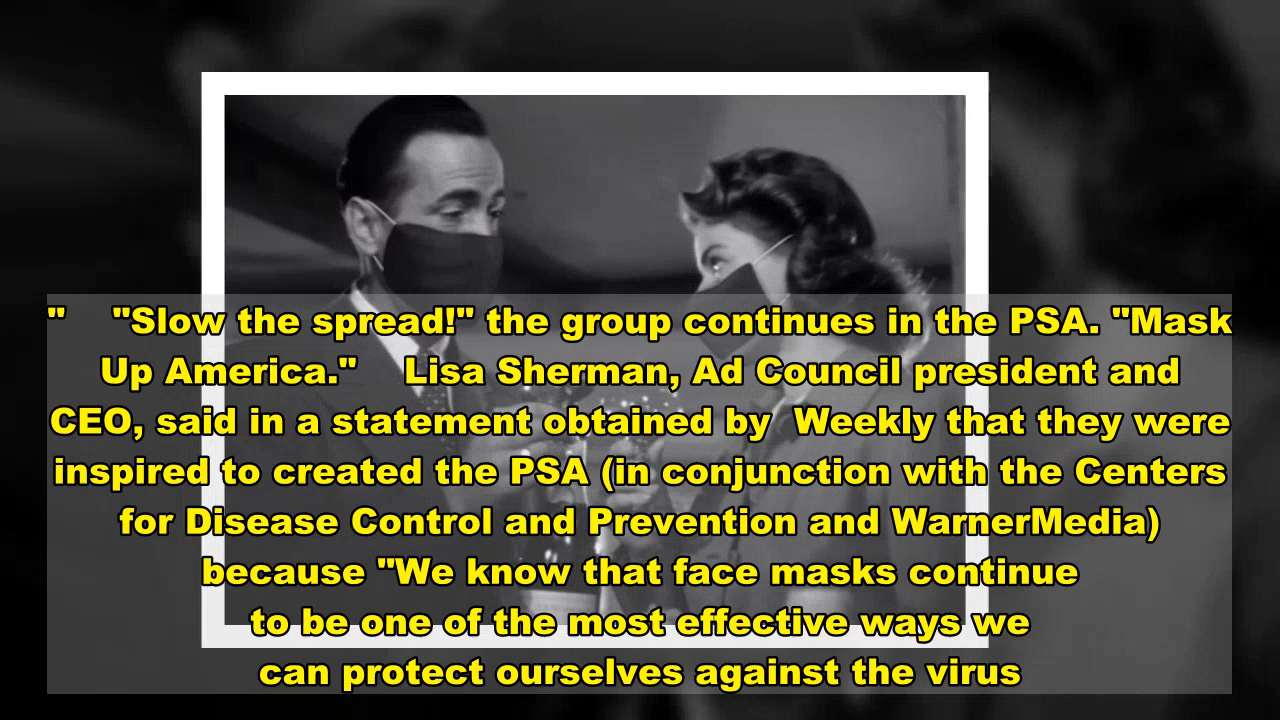 " "Slow the spread!" the group continues in the PSA. "Mask
Up America." Lisa Sherman, Ad Council president and
CEO, said in a statement obtained by Weekly that they were
inspired to created the PSA (in conjunction with the Centers
for Disease Control and Prevention and WarnerMedia)
because "We know that face masks continue
to be one of the most effective ways we
can protect ourselves against the virus